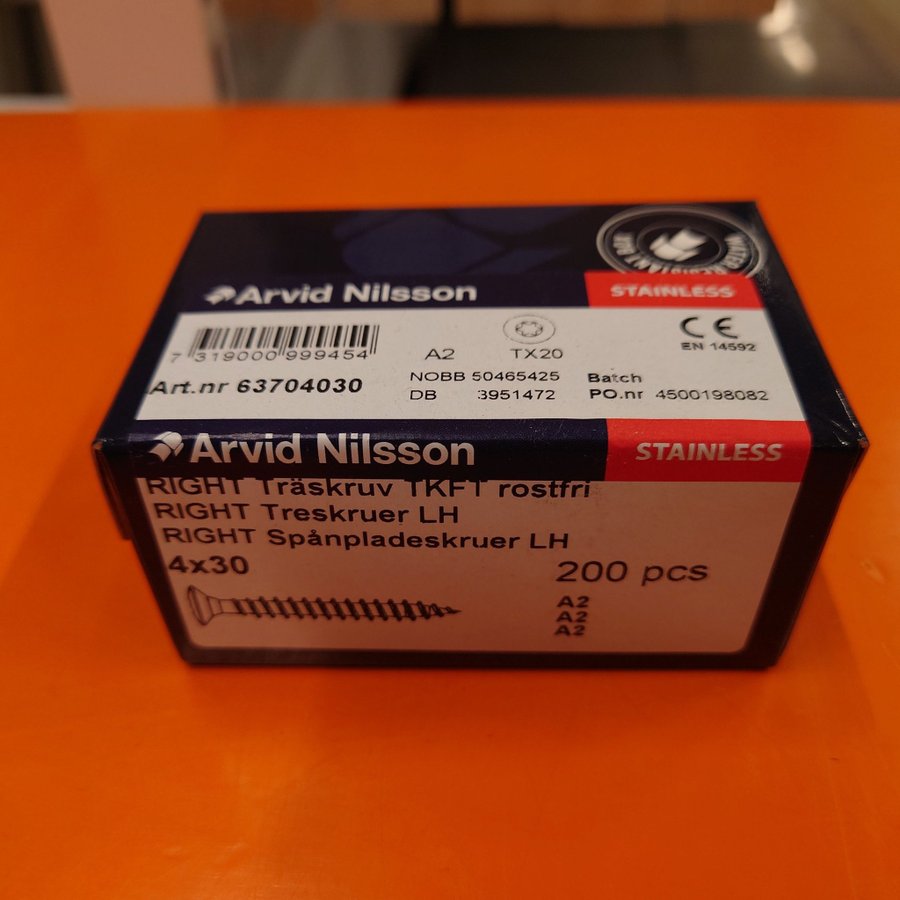 Arvid Nilsson
STAINLESS
7 319000 999454
A2 TX20
CE
EN 14592
Art.nr 63704030
NOBB 50465425
DB 3951472
Batch
PO.nr 4500198082
Arvid Nilsson
STAINLESS
RIGHT Träskruv TKFT rostfri
RIGHT Treskruer LH
RIGHT Spånpladeskruer LH
4x30
200 pcs
A2
A2
A2